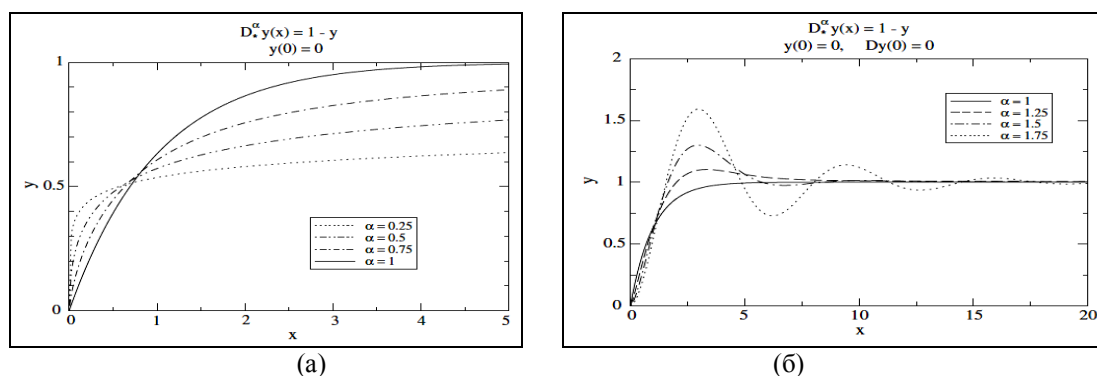 D*^α y(x) = 1 - y
y(0) = 0
1
0.5
0
y
α = 0.25
α = 0.5
α = 0.75
α = 1
0 1 2 3 4 5
x
(а)
D*^α y(x) = 1 - y
y(0) = 0, Dy(0) = 0
2
1.5
1
0.5
0
y
α = 1
α = 1.25
α = 1.5
α = 1.75
0 5 10 15 20
x
(б)